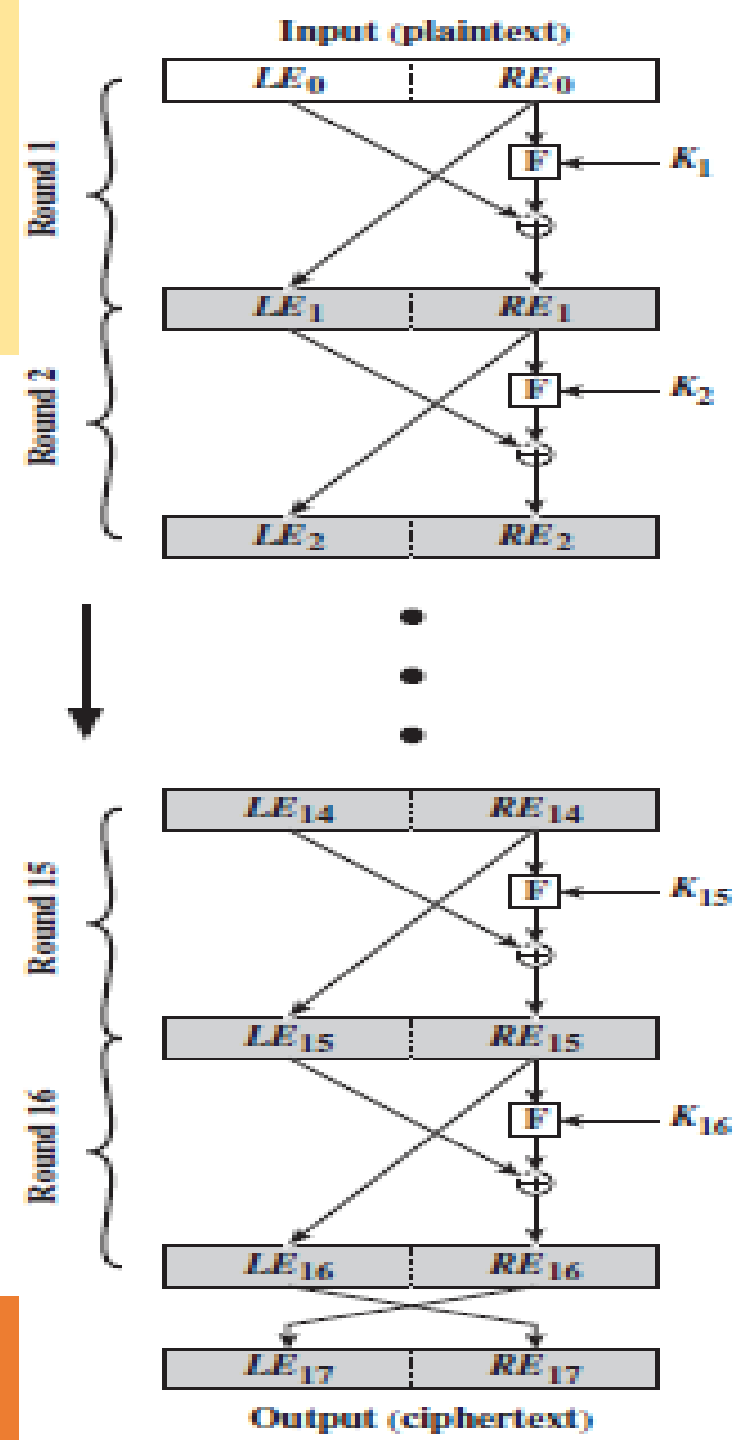 Input (plaintext)
LE0 RE0
Round 1
F K1
LE1 RE1
Round 2
F K2
LE2 RE2
LE14 RE14
Round 15
F K15
LE15 RE15
Round 16
F K16
LE16 RE16
LE17 RE17
Output (ciphertext)